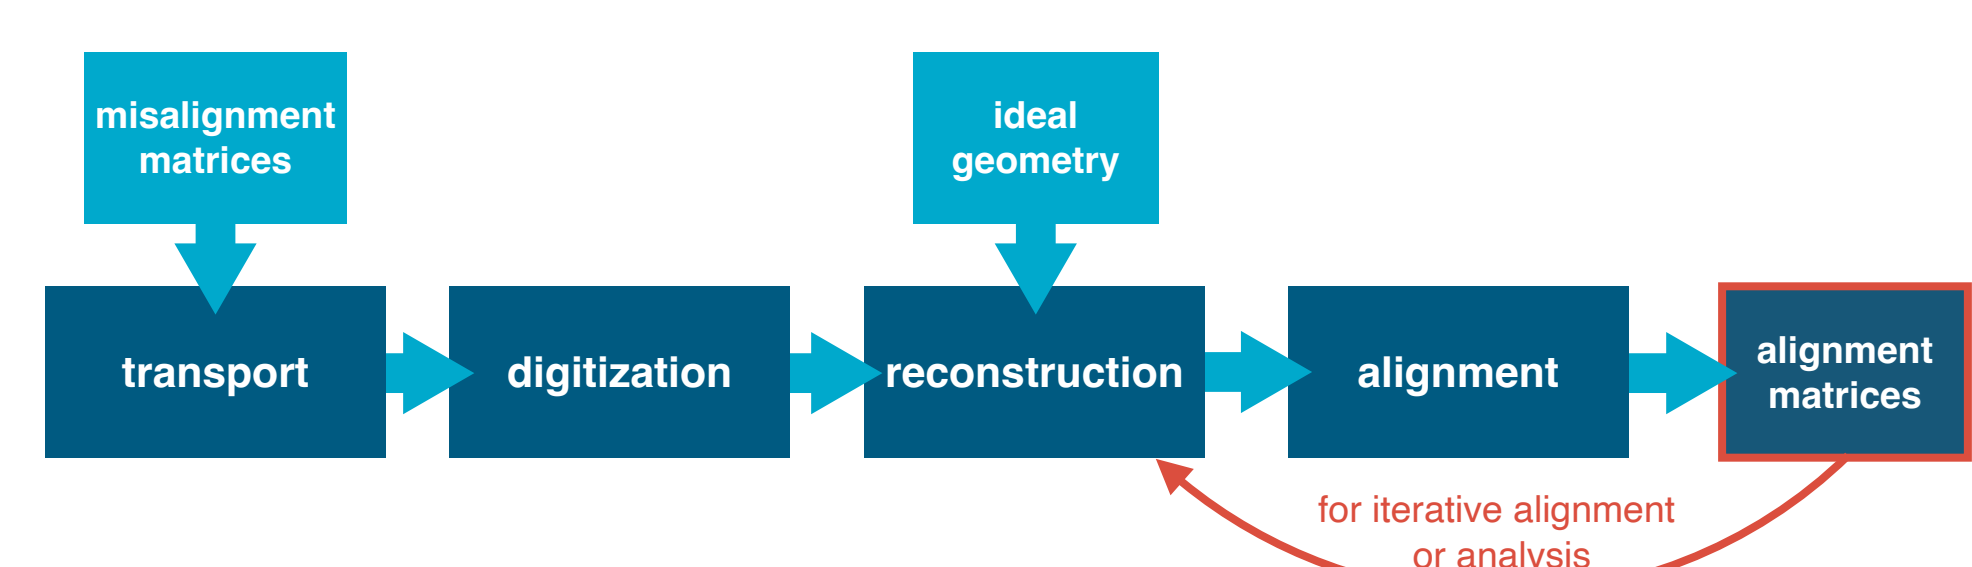 misalignment
matrices
ideal
geometry
transport
digitization
reconstruction
alignment
alignment
matrices
for iterative alignment
or analysis